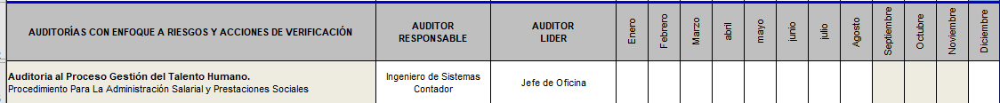 AUDITORÍAS CON ENFOQUE A RIESGOS Y ACCIONES DE VERIFICACIÓN
AUDITOR
RESPONSABLE
AUDITOR
LIDER
Enero
Febrero
Marzo
abril
mayo
junio
julio
Agosto
Septiembre
Octubre
Noviembre
Diciembre
Auditoria al Proceso Gestión del Talento Humano.
Procedimiento Para La Administración Salarial y Prestaciones Sociales
Ingeniero de Sistemas
Contador
Jefe de Oficina